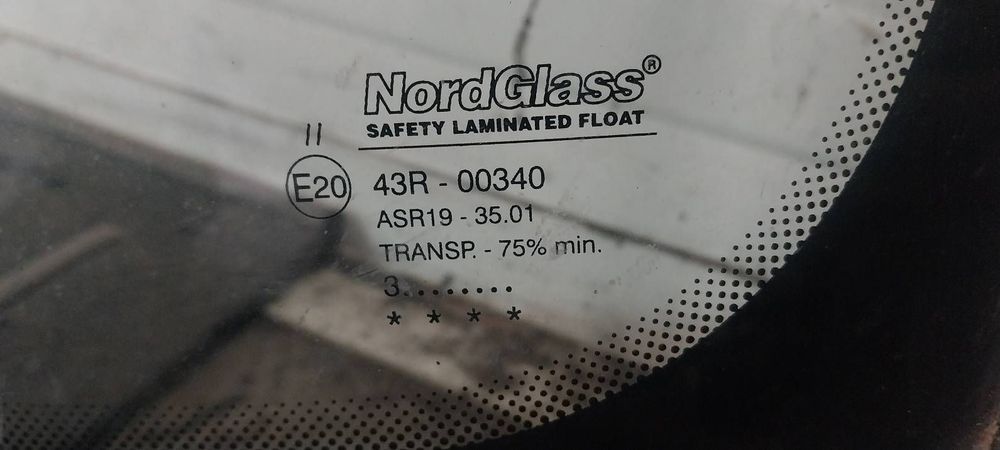 NordGlass®
SAFETY LAMINATED FLOAT
II
E20 43R - 00340
ASR19 - 35.01
TRANSP. - 75% min.
3........
* * * *